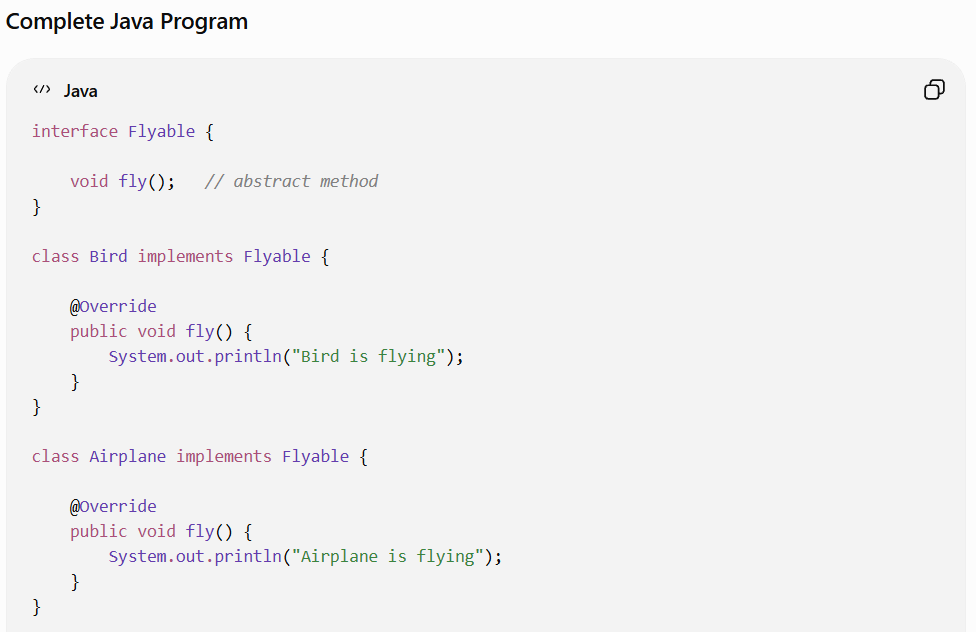 Complete Java Program
Java
interface Flyable {
void fly();   // abstract method
}
class Bird implements Flyable {
@Override
public void fly() {
System.out.println("Bird is flying");
}
}
class Airplane implements Flyable {
@Override
public void fly() {
System.out.println("Airplane is flying");
}
}